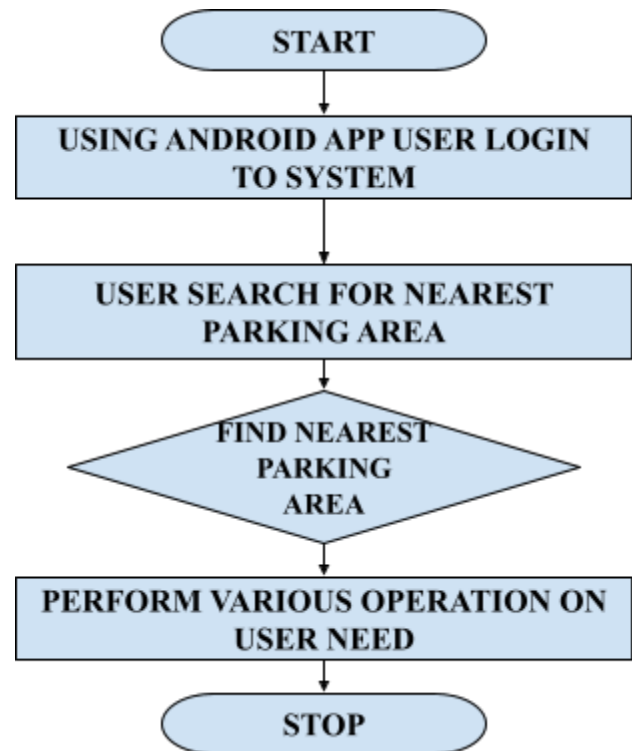 START
USING ANDROID APP USER LOGIN
TO SYSTEM
USER SEARCH FOR NEAREST
PARKING AREA
FIND NEAREST
PARKING
AREA
PERFORM VARIOUS OPERATION ON
USER NEED
STOP